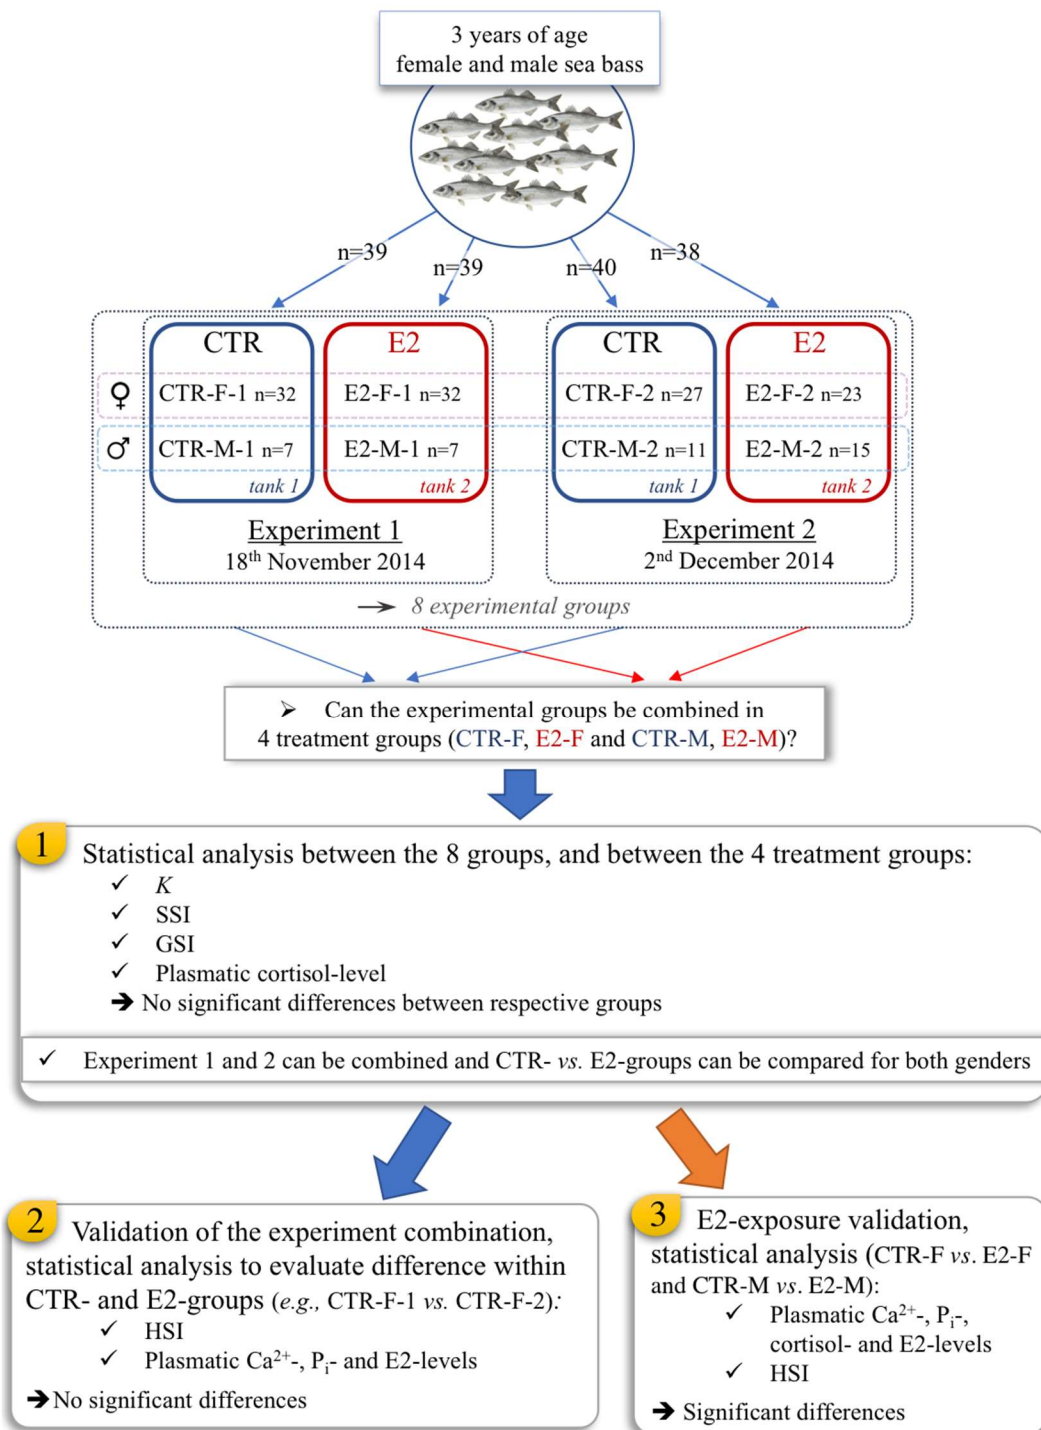 3 years of age
female and male sea bass
n=39
n=39
n=40
n=38
CTR
E2
CTR
E2
♀ CTR-F-1 n=32 E2-F-1 n=32 CTR-F-2 n=27 E2-F-2 n=23
♂ CTR-M-1 n=7 E2-M-1 n=7 CTR-M-2 n=11 E2-M-2 n=15
tank 1
tank 2
tank 1
tank 2
Experiment 1
18th November 2014
Experiment 2
2nd December 2014
→ 8 experimental groups
➢ Can the experimental groups be combined in
4 treatment groups (CTR-F, E2-F and CTR-M, E2-M)?
1
Statistical analysis between the 8 groups, and between the 4 treatment groups:
✓ K
✓ SSI
✓ GSI
✓ Plasmatic cortisol-level
➔ No significant differences between respective groups
✓ Experiment 1 and 2 can be combined and CTR- vs. E2-groups can be compared for both genders
2
Validation of the experiment combination,
statistical analysis to evaluate difference within
CTR- and E2-groups (e.g., CTR-F-1 vs. CTR-F-2):
✓ HSI
✓ Plasmatic Ca²⁺-, Pᵢ- and E2-levels
➔ No significant differences
3
E2-exposure validation,
statistical analysis (CTR-F vs. E2-F
and CTR-M vs. E2-M):
✓ Plasmatic Ca²⁺-, Pᵢ-,
cortisol- and E2-levels
✓ HSI
➔ Significant differences